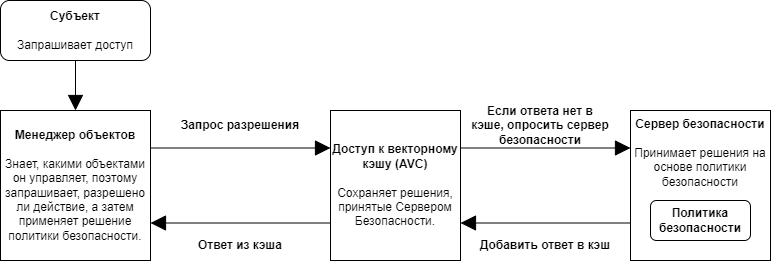 Субъект
Запрашивает доступ
Менеджер объектов
Знает, какими объектами
он управляет, поэтому
запрашивает, разрешено
ли действие, а затем
применяет решение
политики безопасности.
Запрос разрешения
Ответ из кэша
Доступ к векторному
кэшу (AVC)
Сохраняет решения,
принятые Сервером
Безопасности.
Если ответа нет в
кэше, опросить сервер
безопасности
Добавить ответ в кэш
Сервер безопасности
Принимает решения на
основе политики
безопасности
Политика
безопасности